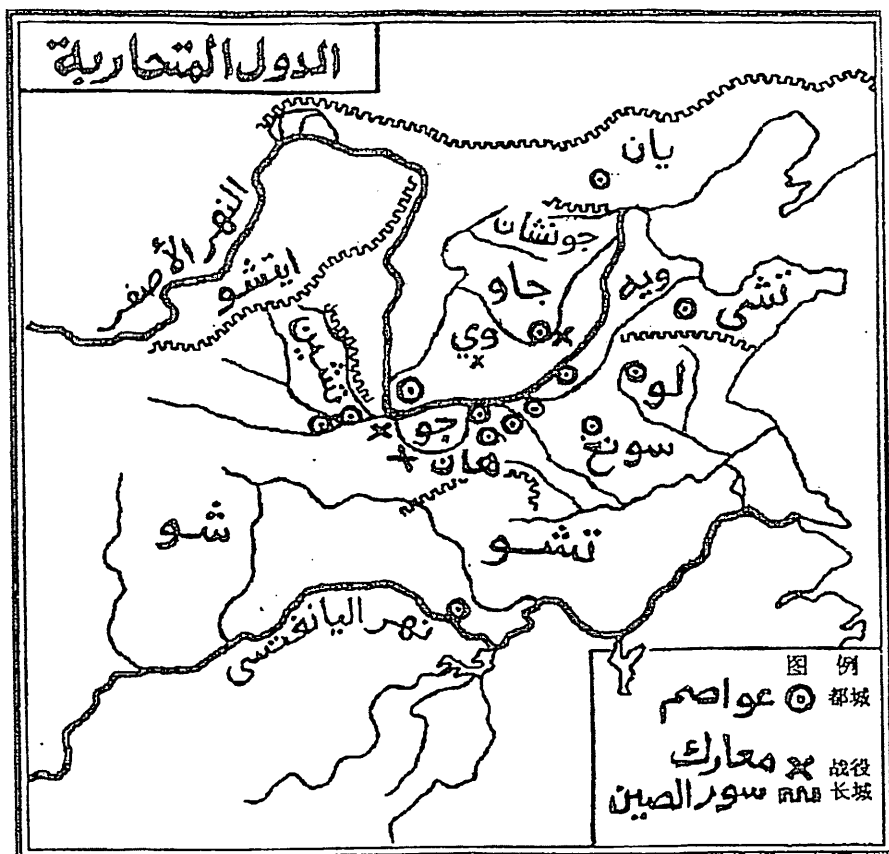 الدول المتحاربة
يان
جونشان
النهر الأصفر
ايتشو
جاو
ويه
تشى
وي
تشين
لو
جو
سونغ
هان
شو
تشو
نهر اليانغتسى
图 例
عواصم 都城
معارك 战役
سور الصين 长城